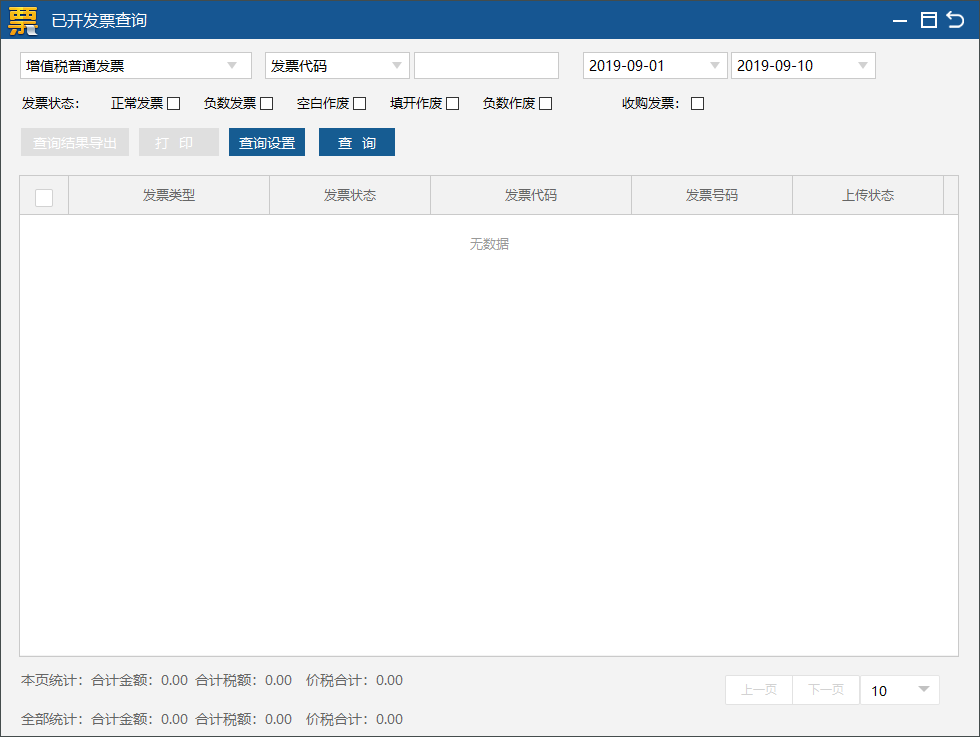 票 已开发票查询
增值税普通发票 发票代码 2019-09-01 2019-09-10
发票状态： 正常发票 负数发票 空白作废 填开作废 负数作废 收购发票：
查询结果导出 打 印 查询设置 查 询
发票类型 发票状态 发票代码 发票号码 上传状态
无数据
本页统计： 合计金额： 0.00 合计税额： 0.00 价税合计： 0.00
上一页 下一页 10
全部统计： 合计金额： 0.00 合计税额： 0.00 价税合计： 0.00